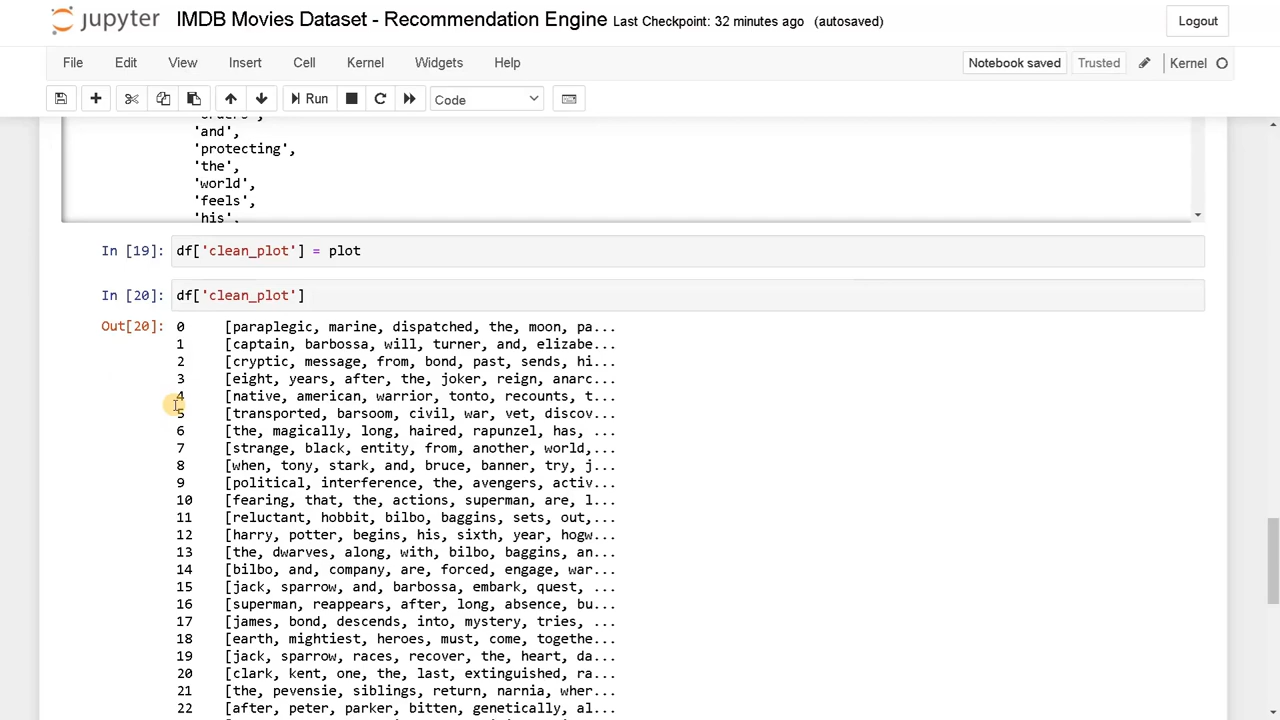 jupyter IMDB Movies Dataset - Recommendation Engine Last Checkpoint: 32 minutes ago (autosaved) Logout
File Edit View Insert Cell Kernel Widgets Help Notebook saved Trusted Kernel
Run Code
'and',
'protecting',
'the',
'world',
'feels',
'his',
In [19]: df['clean_plot'] = plot
In [20]: df['clean_plot']
Out[20]: 0 [paraplegic, marine, dispatched, the, moon, pa...
1 [captain, barbossa, will, turner, and, elizabe...
2 [cryptic, message, from, bond, past, sends, hi...
3 [eight, years, after, the, joker, reign, anarc...
4 [native, american, warrior, tonto, recounts, t...
5 [transported, barsoom, civil, war, vet, discov...
6 [the, magically, long, haired, rapunzel, has, ...
7 [strange, black, entity, from, another, world,...
8 [when, tony, stark, and, bruce, banner, try, j...
9 [political, interference, the, avengers, activ...
10 [fearing, that, the, actions, superman, are, l...
11 [reluctant, hobbit, bilbo, baggins, sets, out,...
12 [harry, potter, begins, his, sixth, year, hogw...
13 [the, dwarves, along, with, bilbo, baggins, an...
14 [bilbo, and, company, are, forced, engage, war...
15 [jack, sparrow, and, barbossa, embark, quest, ...
16 [superman, reappears, after, long, absence, bu...
17 [james, bond, descends, into, mystery, tries, ...
18 [earth, mightiest, heroes, must, come, togethe...
19 [jack, sparrow, races, recover, the, heart, da...
20 [clark, kent, one, the, last, extinguished, ra...
21 [the, pevensie, siblings, return, narnia, wher...
22 [after, peter, parker, bitten, genetically, al...